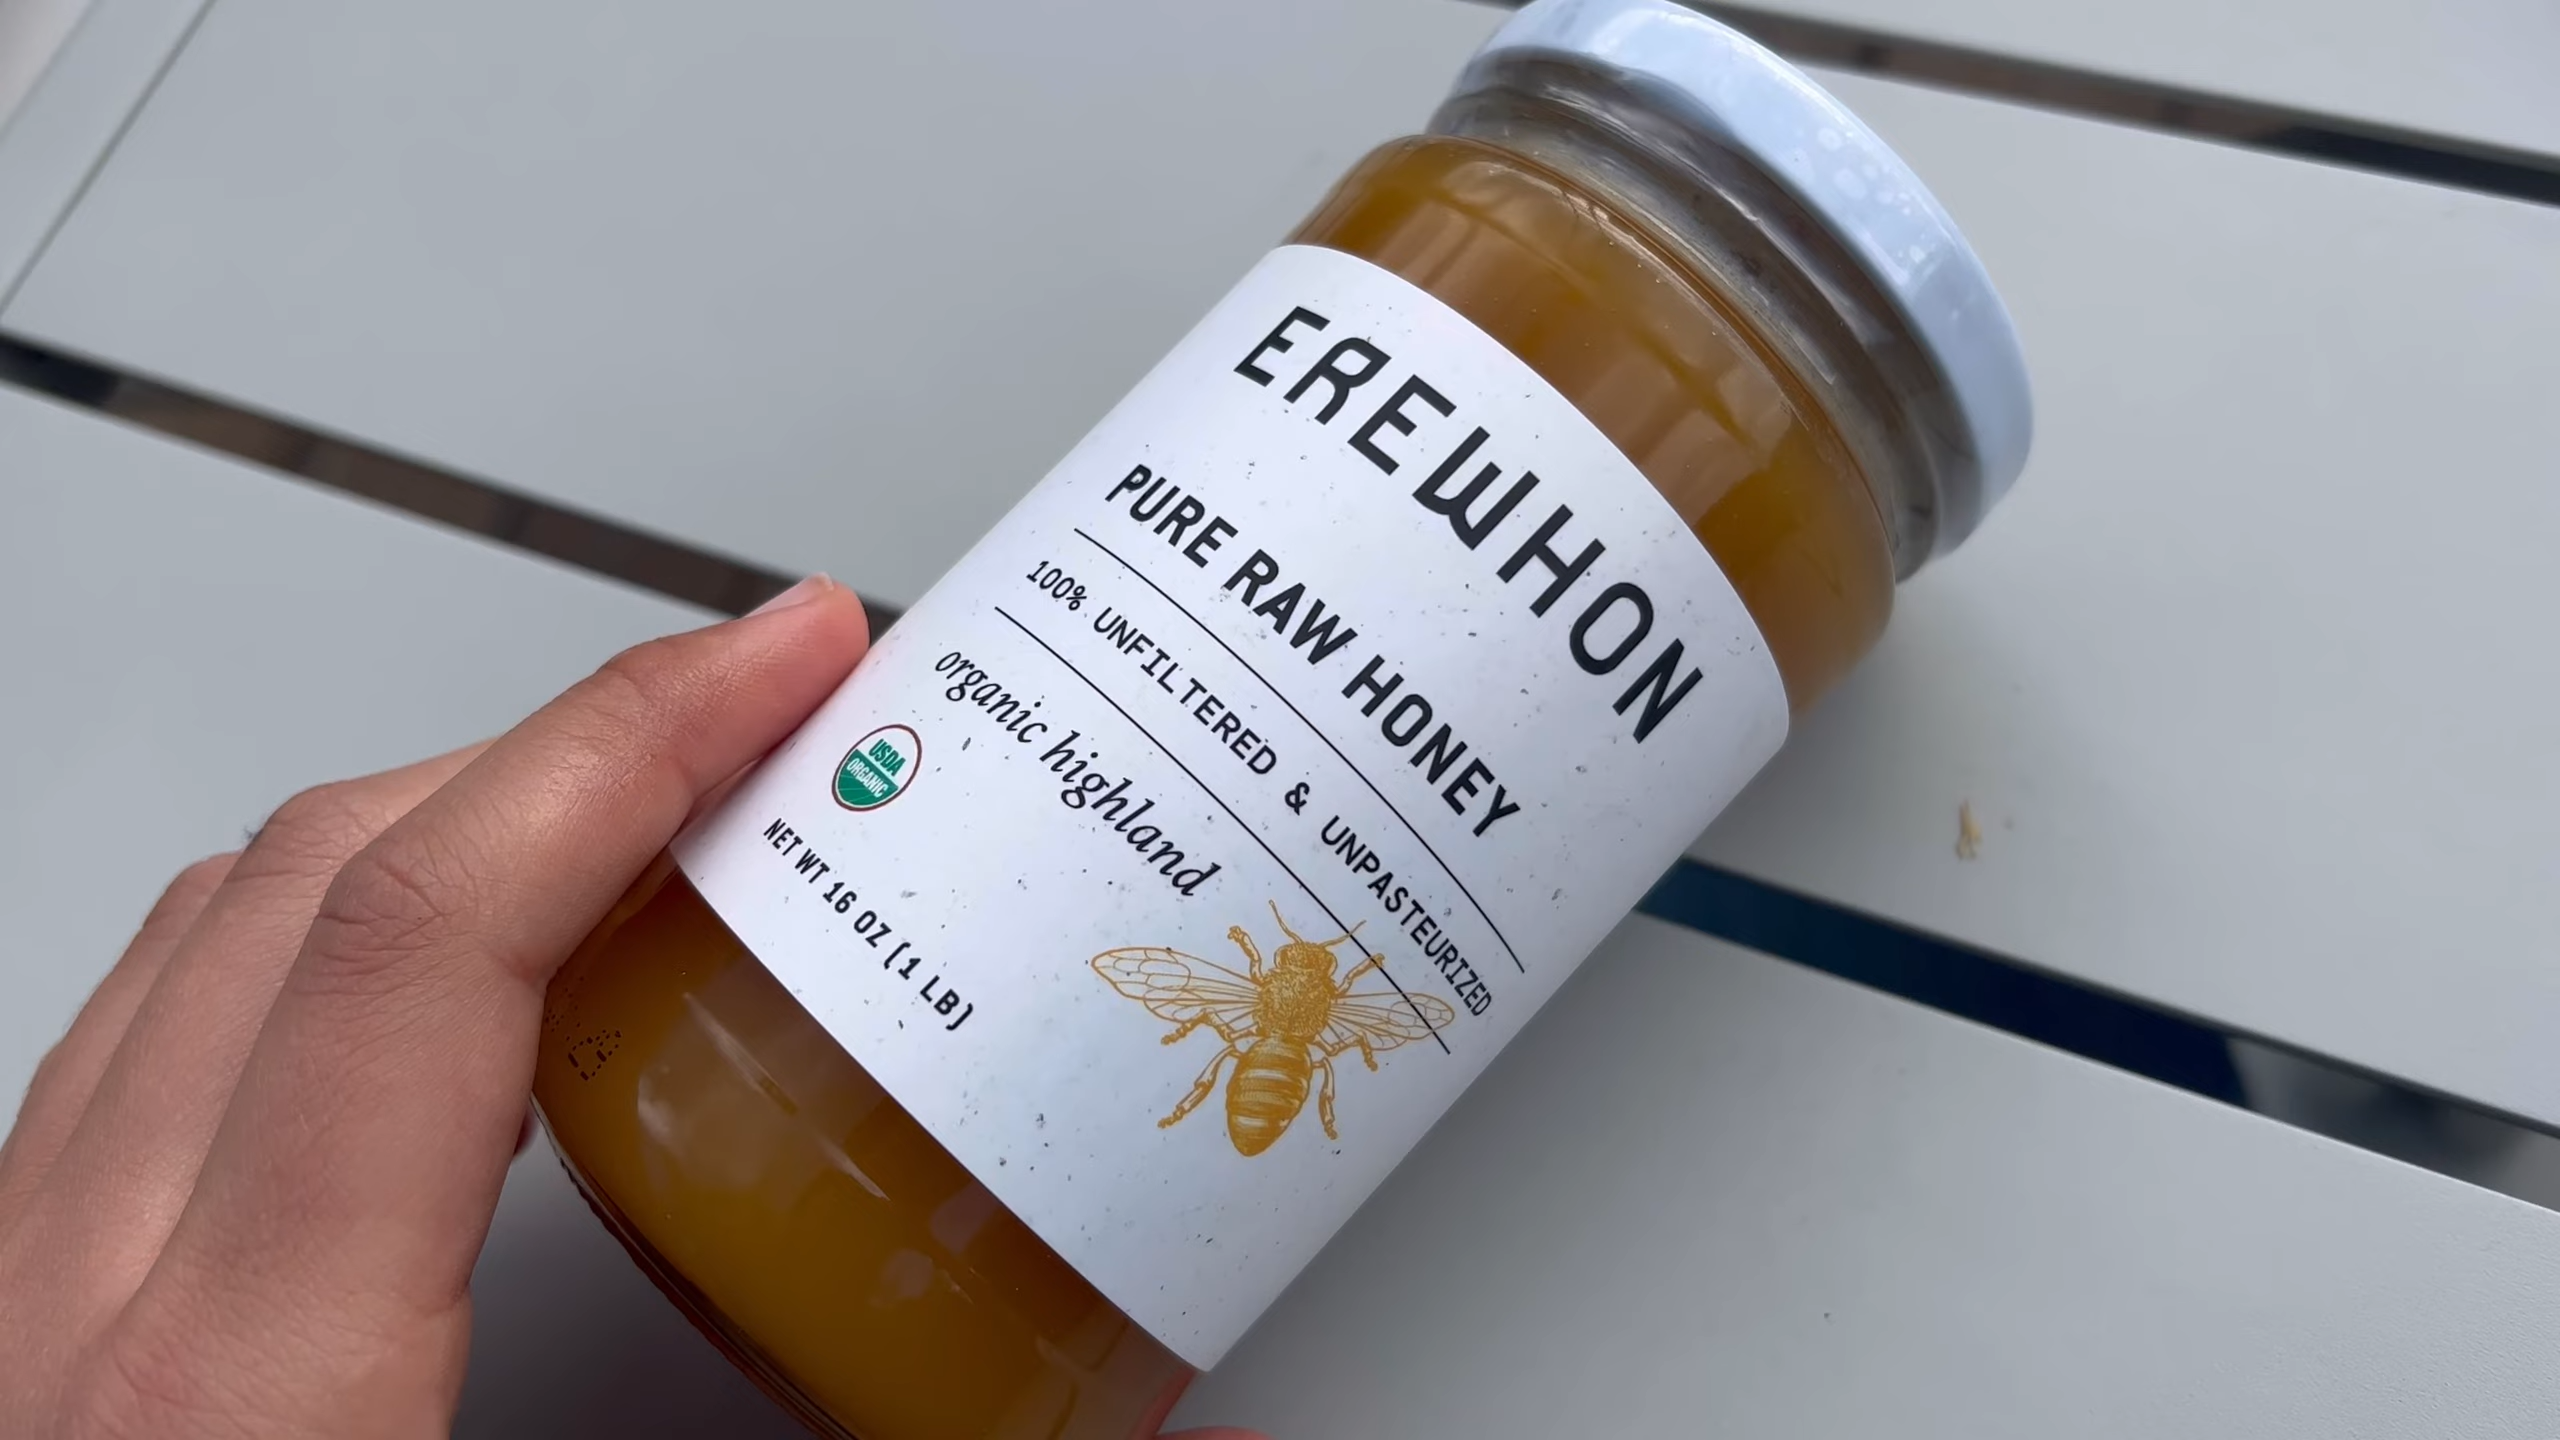 EREWHON
PURE RAW HONEY
100% UNFILTERED & UNPASTEURIZED
organic highland
USDA
ORGANIC
NET WT 16 OZ (1 LB)